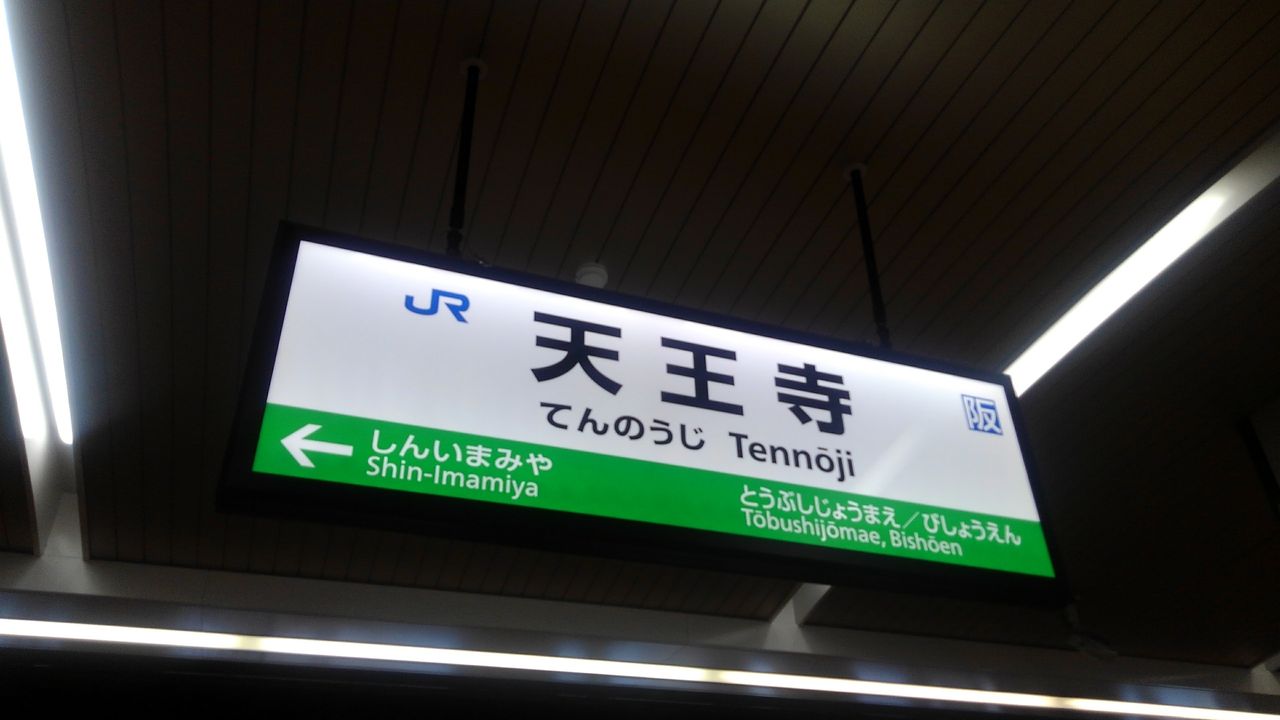 JR
天王寺
阪
てんのうじ Tennōji
しんいまみや
Shin-Imamiya
とうぶしじょうまえ／びしょうえん
Tōbushijōmae, Bishōen